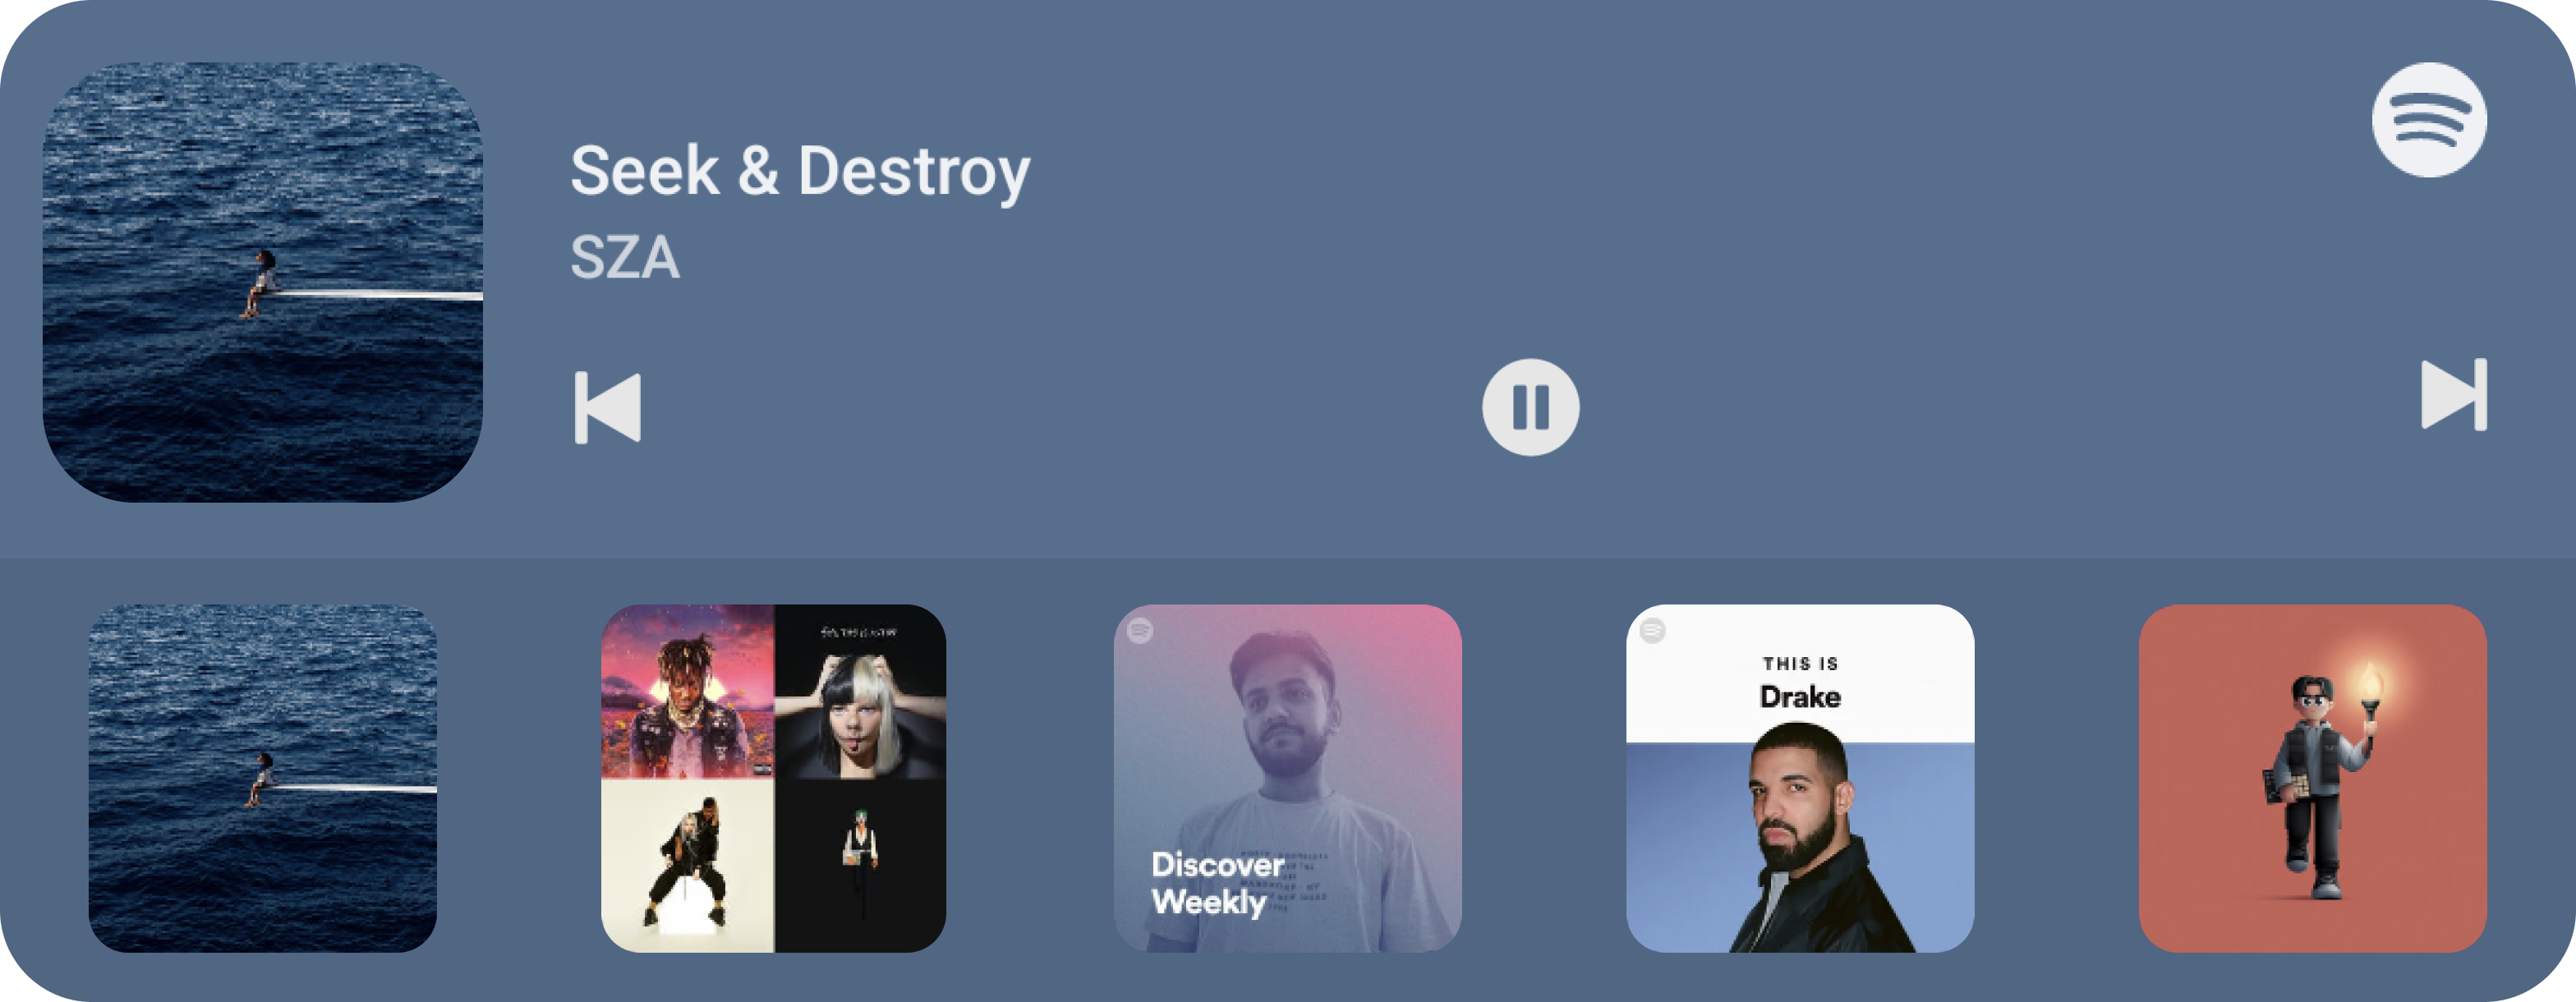 Seek & Destroy
SZA
THIS IS
Drake
Discover
Weekly